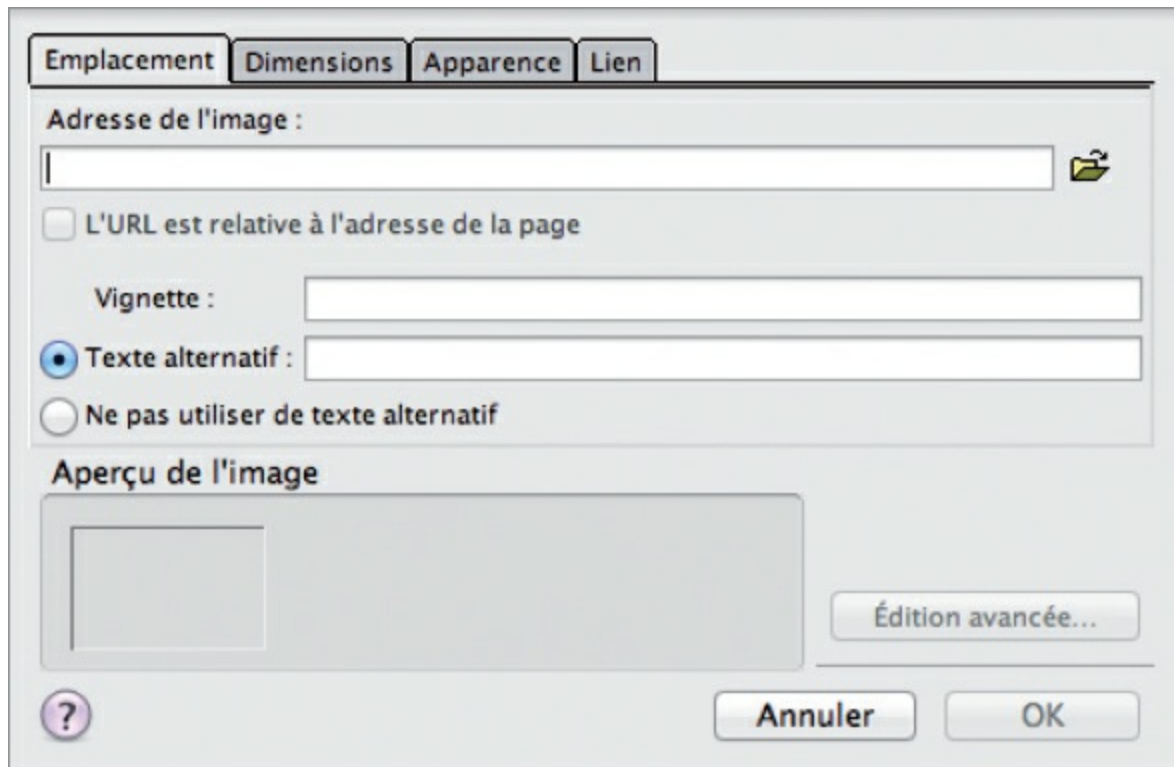 Emplacement Dimensions Apparence Lien
Adresse de l'image :
L'URL est relative à l'adresse de la page
Vignette :
Texte alternatif :
Ne pas utiliser de texte alternatif
Aperçu de l'image
Édition avancée...
? Annuler OK